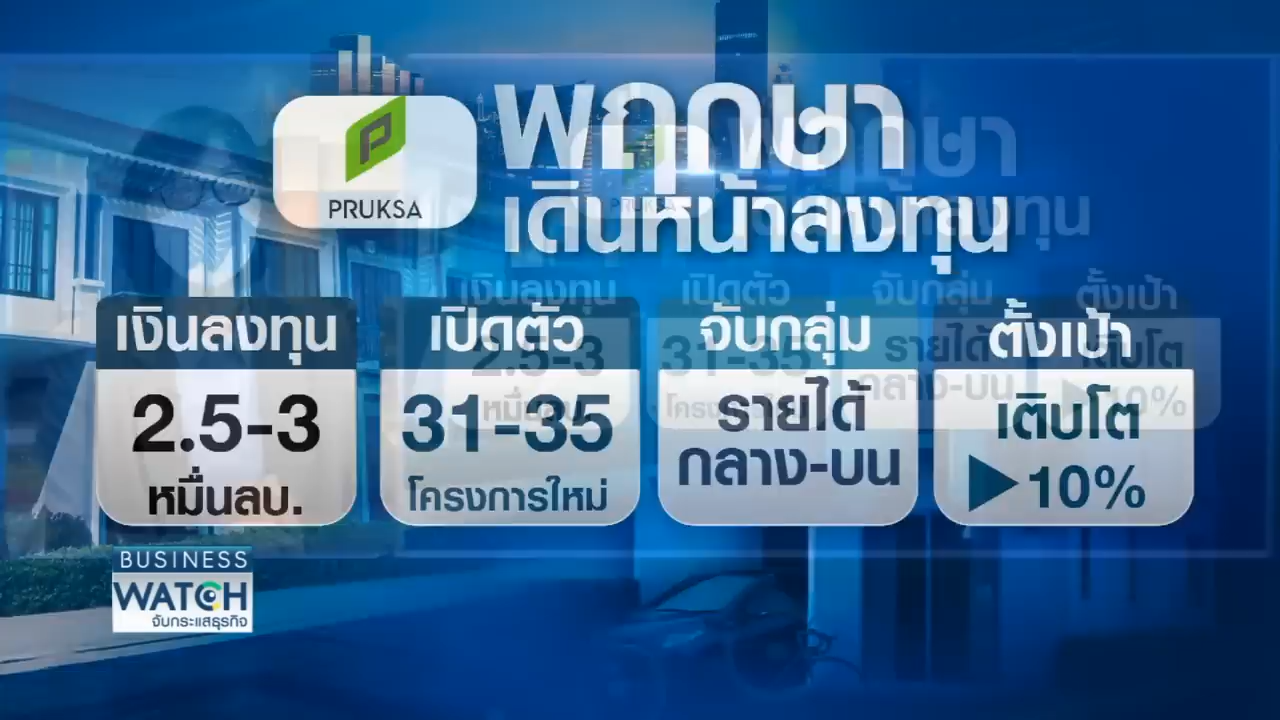 พฤกษา
PRUKSA
เดินหน้าลงทุน
เงินลงทุน
2.5-3
หมื่นลบ.
เปิดตัว
31-35
โครงการใหม่
จับกลุ่ม
รายได้
กลาง-บน
ตั้งเป้า
เติบโต
▶10%
BUSINESS
WATCH
จับกระแสธุรกิจ